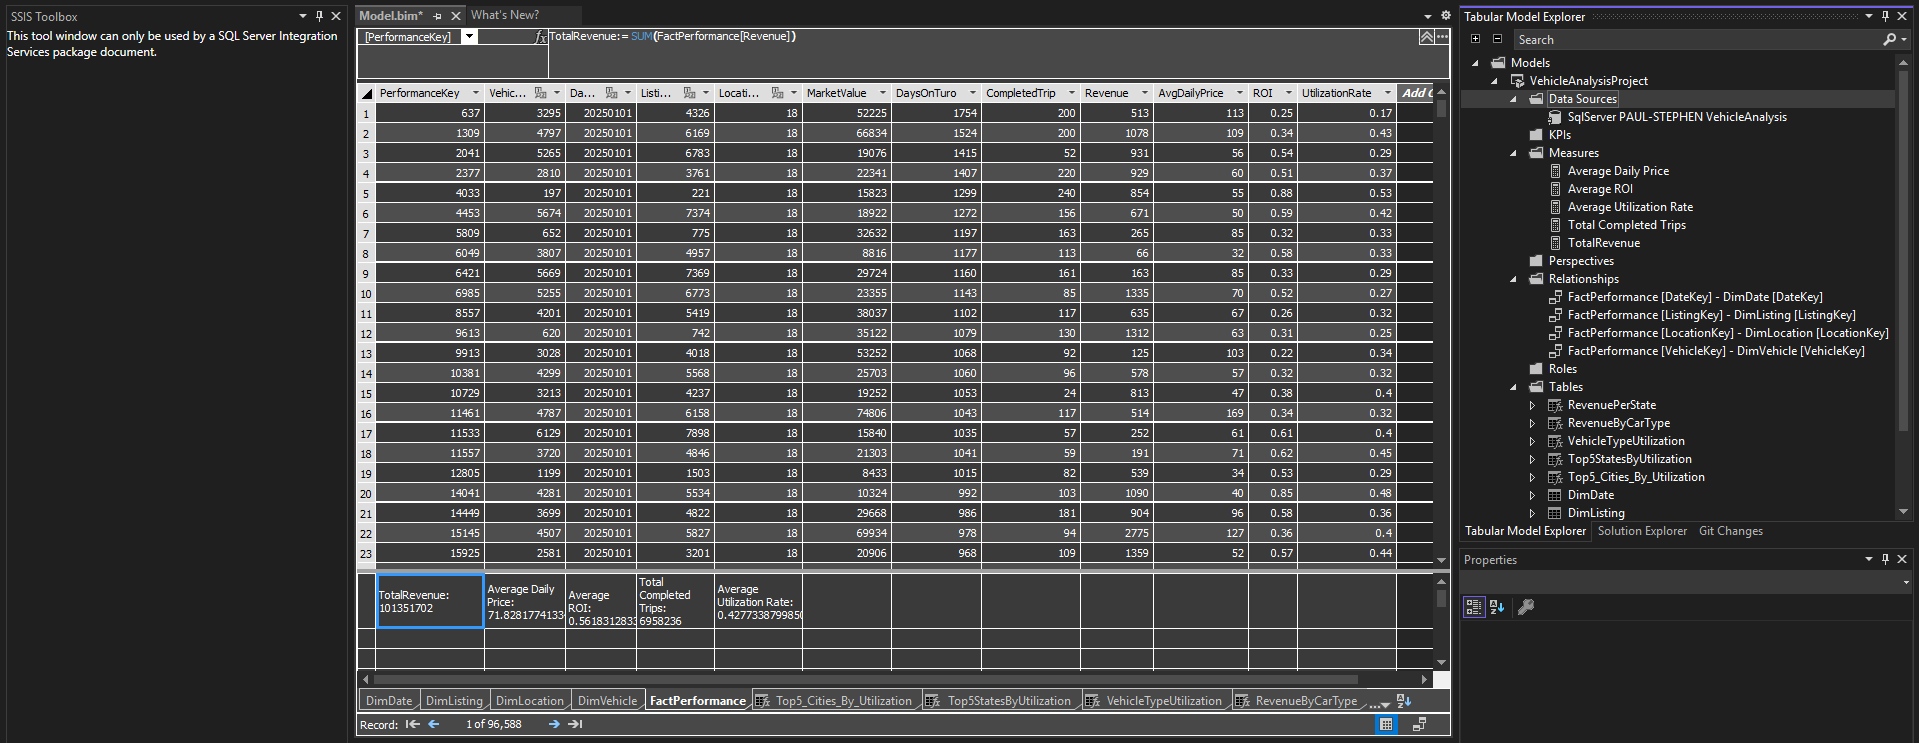 SSIS Toolbox
This tool window can only be used by a SQL Server Integration
Services package document.
Model.bim*
What's New?
[PerformanceKey]
fx
TotalRevenue:= SUM(FactPerformance[Revenue])
PerformanceKey Vehic... Da... Listi... Locati... MarketValue DaysOnTuro CompletedTrip Revenue AvgDailyPrice ROI UtilizationRate Add C
1 637 3295 20250101 4326 18 52225 1754 200 513 113 0.25 0.17
2 1309 4797 20250101 6169 18 66834 1524 200 1078 109 0.34 0.43
3 2041 5265 20250101 6783 18 19076 1415 52 931 56 0.54 0.29
4 2377 2810 20250101 3761 18 22341 1407 220 929 60 0.51 0.37
5 4033 197 20250101 221 18 15823 1299 240 854 55 0.88 0.53
6 4453 5674 20250101 7374 18 18922 1272 156 671 50 0.59 0.42
7 5809 652 20250101 775 18 32632 1197 163 265 85 0.32 0.33
8 6049 3807 20250101 4957 18 8816 1177 113 66 32 0.58 0.33
9 6421 5669 20250101 7369 18 29724 1160 161 163 85 0.33 0.29
10 6985 5255 20250101 6773 18 23355 1143 85 1335 70 0.52 0.27
11 8557 4201 20250101 5419 18 38037 1102 117 635 67 0.26 0.32
12 9613 620 20250101 742 18 35122 1079 130 1312 63 0.31 0.25
13 9913 3028 20250101 4018 18 53252 1068 92 125 103 0.22 0.34
14 10381 4299 20250101 5568 18 25703 1060 96 578 57 0.32 0.32
15 10729 3213 20250101 4237 18 19252 1053 24 813 47 0.38 0.4
16 11461 4787 20250101 6158 18 74806 1043 117 514 169 0.34 0.32
17 11533 6129 20250101 7898 18 15840 1035 57 252 61 0.61 0.4
18 11557 3720 20250101 4846 18 21303 1041 59 191 71 0.62 0.45
19 12805 1199 20250101 1503 18 8433 1015 82 539 34 0.53 0.29
20 14041 4281 20250101 5534 18 10324 992 103 1090 40 0.85 0.48
21 14449 3699 20250101 4822 18 29668 986 181 904 96 0.58 0.36
22 15145 4507 20250101 5827 18 69934 978 94 2775 127 0.36 0.4
23 15925 2581 20250101 3201 18 20906 968 109 1359 52 0.57 0.44
TotalRevenue:
101351702
Average Daily
Price:
71.8281774133
Average
ROI:
0.5618312833
Total
Completed
Trips:
6958236
Average
Utilization Rate:
0.4277338799850
DimDate DimListing DimLocation DimVehicle FactPerformance Top5_Cities_By_Utilization Top5StatesByUtilization VehicleTypeUtilization RevenueByCarType ...
Record: 1 of 96,588
Tabular Model Explorer
Search
Models
VehicleAnalysisProject
Data Sources
SqlServer PAUL-STEPHEN VehicleAnalysis
KPIs
Measures
Average Daily Price
Average ROI
Average Utilization Rate
Total Completed Trips
TotalRevenue
Perspectives
Relationships
FactPerformance [DateKey] - DimDate [DateKey]
FactPerformance [ListingKey] - DimListing [ListingKey]
FactPerformance [LocationKey] - DimLocation [LocationKey]
FactPerformance [VehicleKey] - DimVehicle [VehicleKey]
Roles
Tables
RevenuePerState
RevenueByCarType
VehicleTypeUtilization
Top5StatesByUtilization
Top5_Cities_By_Utilization
DimDate
DimListing
Tabular Model Explorer Solution Explorer Git Changes
Properties